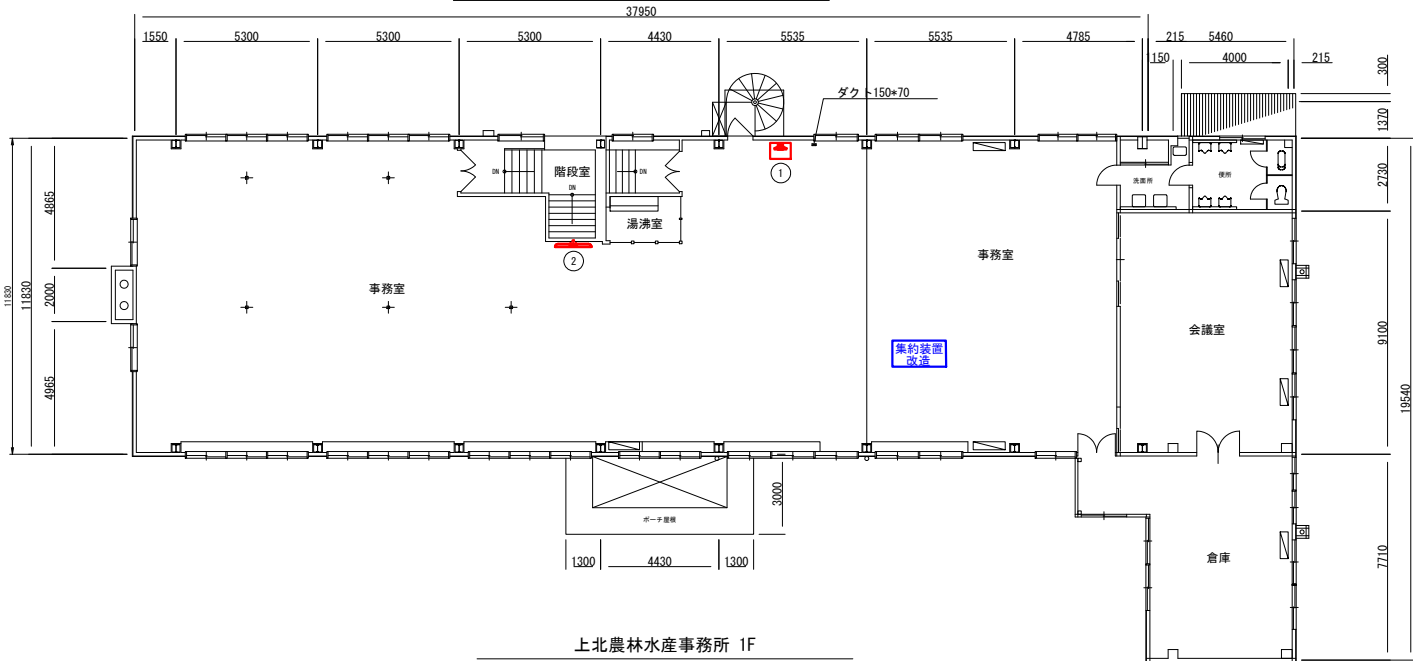 37950
1550
5300
5300
5300
4430
5535
5535
4785
215
5460
150
4000
215
300
1370
2730
9100
19540
7710
11830
11830
4865
2000
4965
ダクト150*70
DN
階段室
DN
DN
湯沸室
①
②
洗面所
便所
事務室
事務室
会議室
集約装置
改造
倉庫
ポーチ屋根
3000
1300
4430
1300
上北農林水産事務所 1F